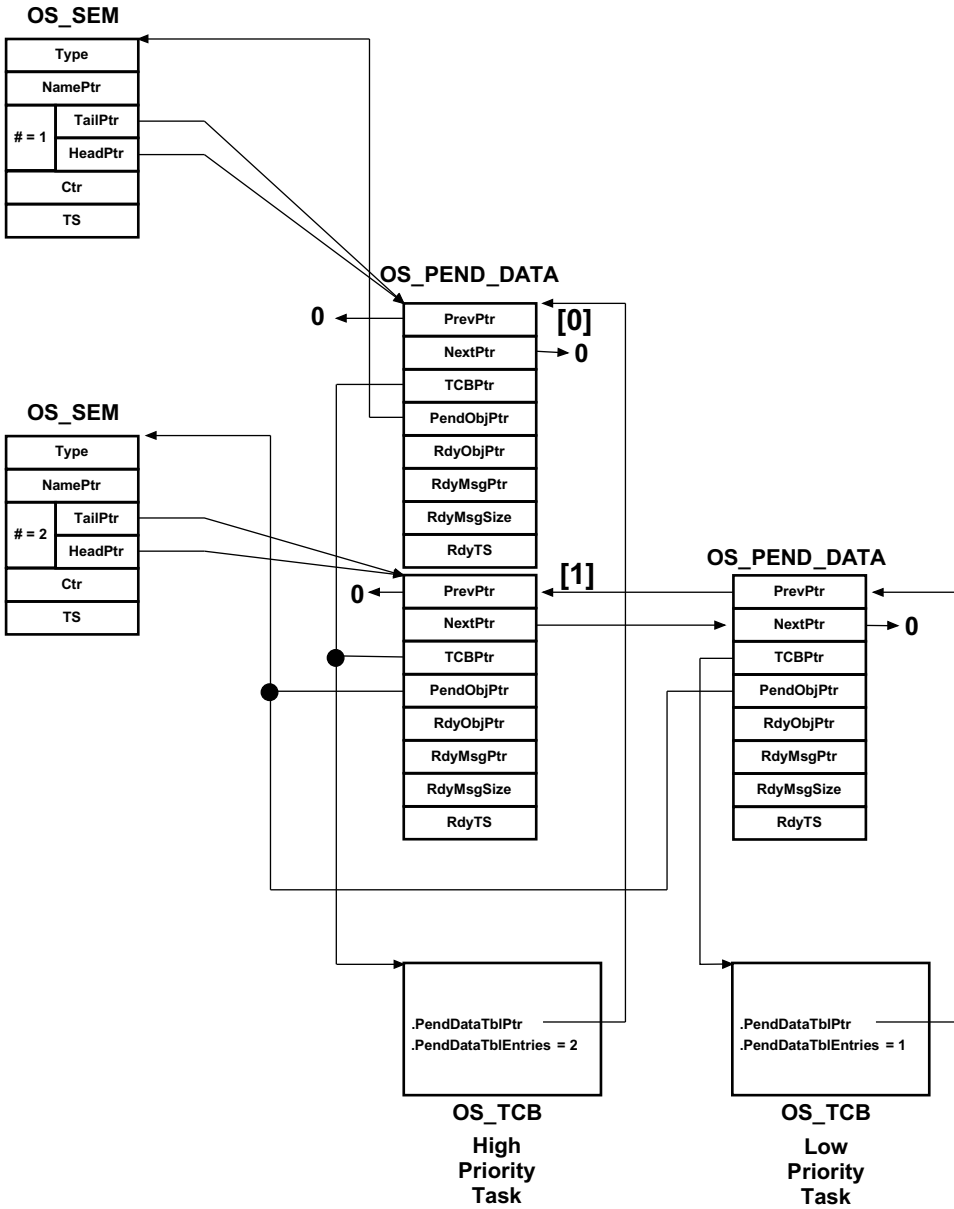 OS_SEM
Type
NamePtr
# = 1
TailPtr
HeadPtr
Ctr
TS
OS_PEND_DATA
0
PrevPtr
[0]
NextPtr
0
TCBPtr
PendObjPtr
RdyObjPtr
RdyMsgPtr
RdyMsgSize
RdyTS
OS_SEM
Type
NamePtr
# = 2
TailPtr
HeadPtr
Ctr
TS
0
PrevPtr
[1]
NextPtr
TCBPtr
PendObjPtr
RdyObjPtr
RdyMsgPtr
RdyMsgSize
RdyTS
OS_PEND_DATA
PrevPtr
NextPtr
0
TCBPtr
PendObjPtr
RdyObjPtr
RdyMsgPtr
RdyMsgSize
RdyTS
.PendDataTblPtr
.PendDataTblEntries = 2
OS_TCB
High
Priority
Task
.PendDataTblPtr
.PendDataTblEntries = 1
OS_TCB
Low
Priority
Task